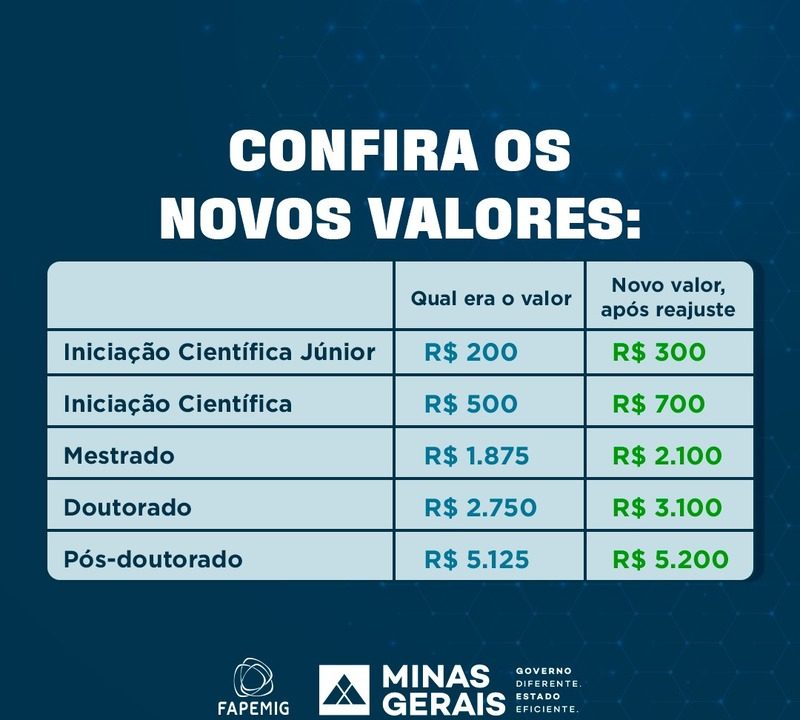 CONFIRA OS
NOVOS VALORES:
Qual era o valor
Novo valor,
após reajuste
Iniciação Científica Júnior R$ 200 R$ 300
Iniciação Científica R$ 500 R$ 700
Mestrado R$ 1.875 R$ 2.100
Doutorado R$ 2.750 R$ 3.100
Pós-doutorado R$ 5.125 R$ 5.200
FAPEMIG
MINAS
GERAIS
GOVERNO
DIFERENTE.
ESTADO
EFICIENTE.